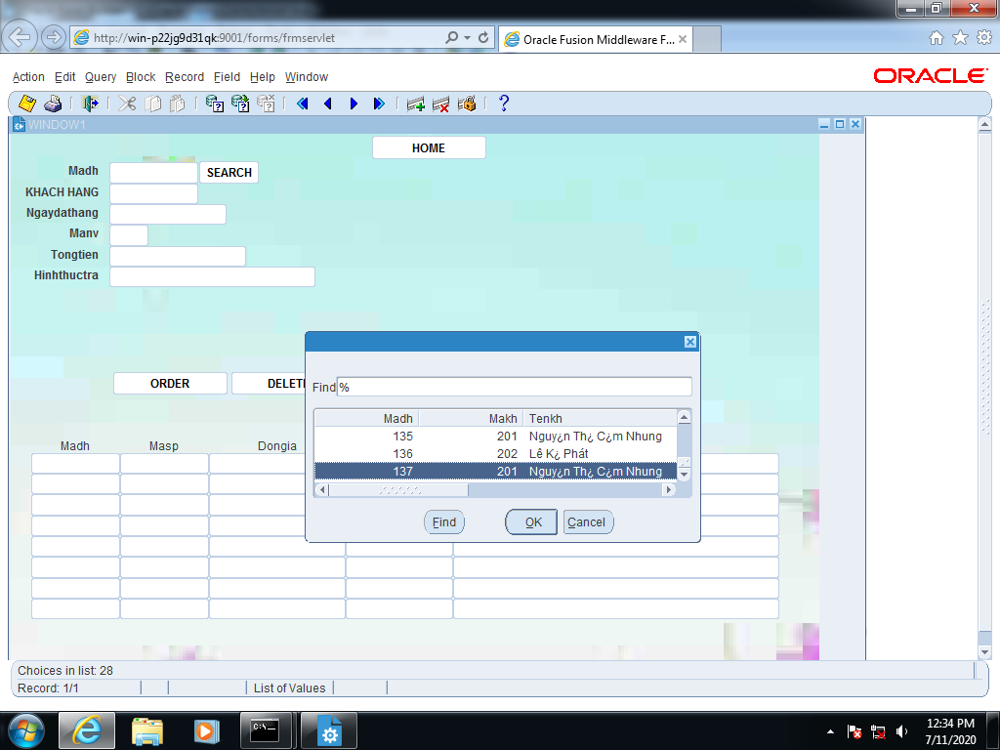 http://win-p22jg9d31qk:9001/forms/frmservlet
Oracle Fusion Middleware F...
Action Edit Query Block Record Field Help Window
ORACLE
WINDOW1
HOME
Madh
SEARCH
KHACH HANG
Ngaydathang
Manv
Tongtien
Hinhthuctra
ORDER
DELET
Find %
Madh Makh Tenkh
135 201 Nguy¿n Th¿ C¿m Nhung
136 202 Lê K¿ Phát
137 201 Nguy¿n Th¿ C¿m Nhung
Find OK Cancel
Madh Masp Dongia
Choices in list: 28
Record: 1/1 List of Values
C:\_
12:34 PM
7/11/2020